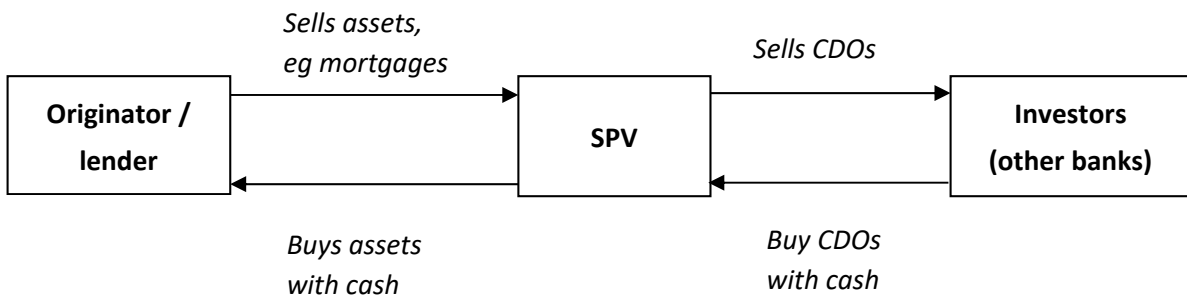 Sells assets,
eg mortgages
Sells CDOs
Originator /
lender
SPV
Investors
(other banks)
Buys assets
with cash
Buy CDOs
with cash